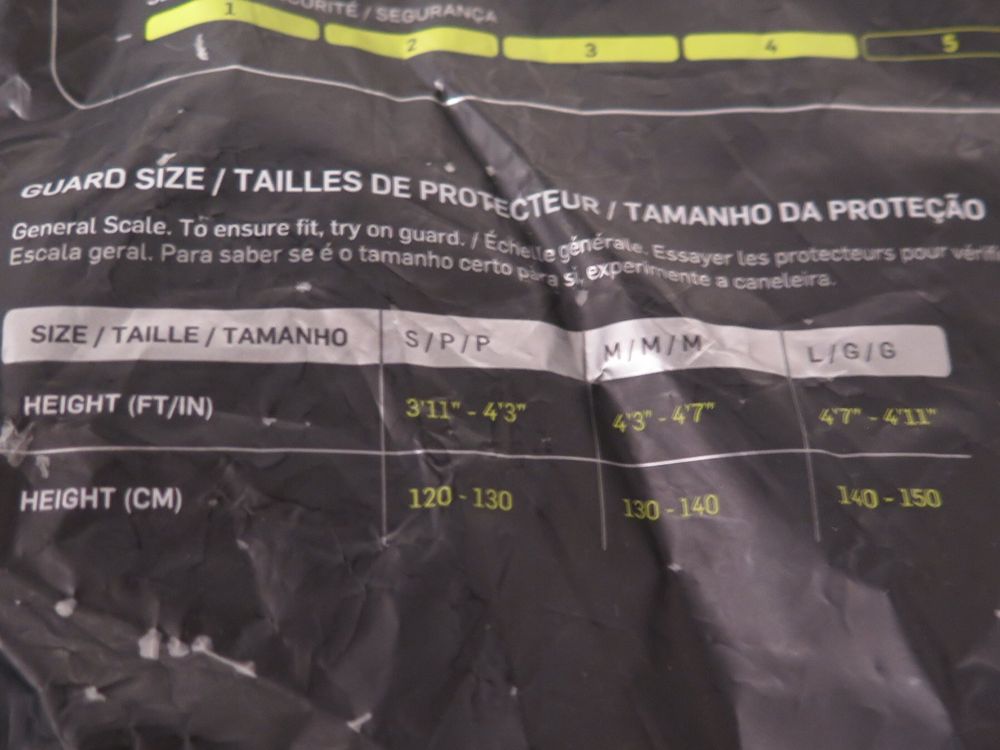 / SEGURANÇA
1 2 3 4 5
GUARD SIZE / TAILLES DE PROTECTEUR / TAMANHO DA PROTEÇÃO
General Scale. To ensure fit, try on guard. / Échelle générale. Essayer les protecteurs pour
Escala geral. Para saber se é o tamanho certo para si, experimente a caneleira.
SIZE / TAILLE / TAMANHO S / P / P M / M / M L / G / G
HEIGHT (FT/IN) 3'11" - 4'3" 4'3" - 4'7" 4'7" - 4'11"
HEIGHT (CM) 120 - 130 130 - 140 140 - 150